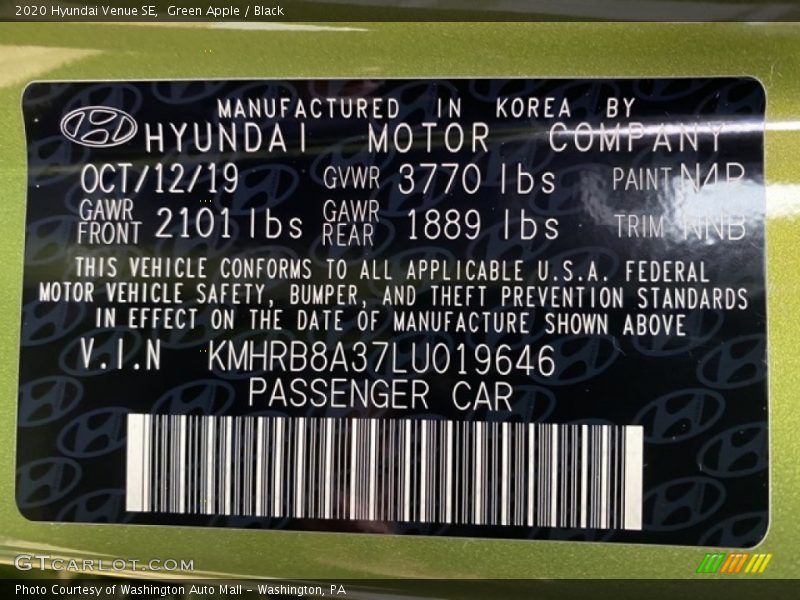 2020 Hyundai Venue SE, Green Apple / Black
MANUFACTURED IN KOREA BY
HYUNDAI MOTOR COMPANY
OCT/12/19 GVWR 3770 lbs PAINT N4P
GAWR FRONT 2101 lbs GAWR REAR 1889 lbs TRIM NNB
THIS VEHICLE CONFORMS TO ALL APPLICABLE U.S.A. FEDERAL
MOTOR VEHICLE SAFETY, BUMPER, AND THEFT PREVENTION STANDARDS
IN EFFECT ON THE DATE OF MANUFACTURE SHOWN ABOVE
V.I.N KMHRB8A37LU019646
PASSENGER CAR
GTCARLOT.COM
Photo Courtesy of Washington Auto Mall - Washington, PA